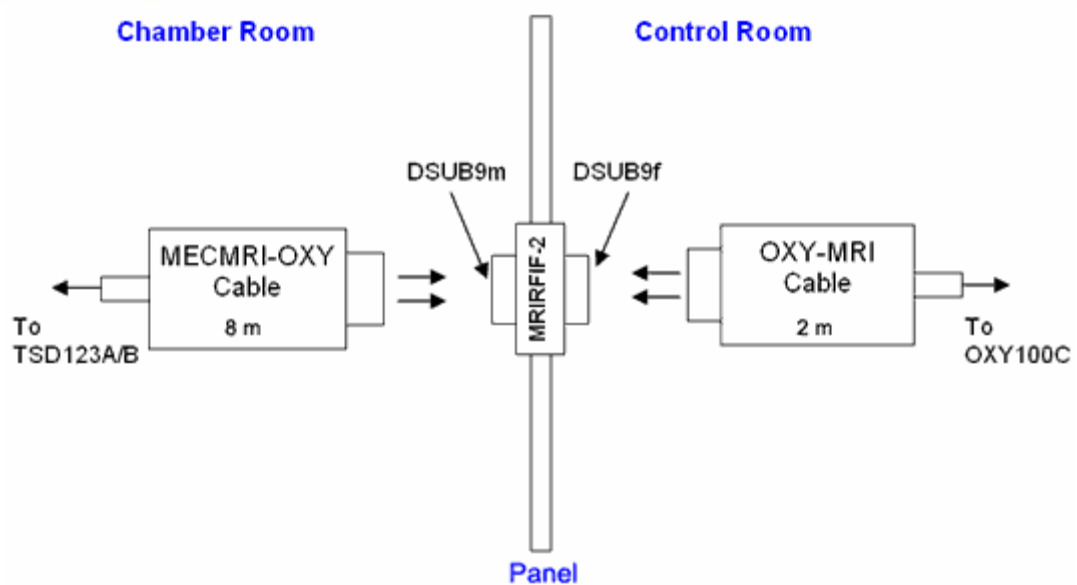 Chamber Room
Control Room
DSUB9m
DSUB9f
MECMRI-OXY
Cable
8 m
MRIRFIF-2
OXY-MRI
Cable
2 m
To
TSD123A/B
To
OXY100C
Panel